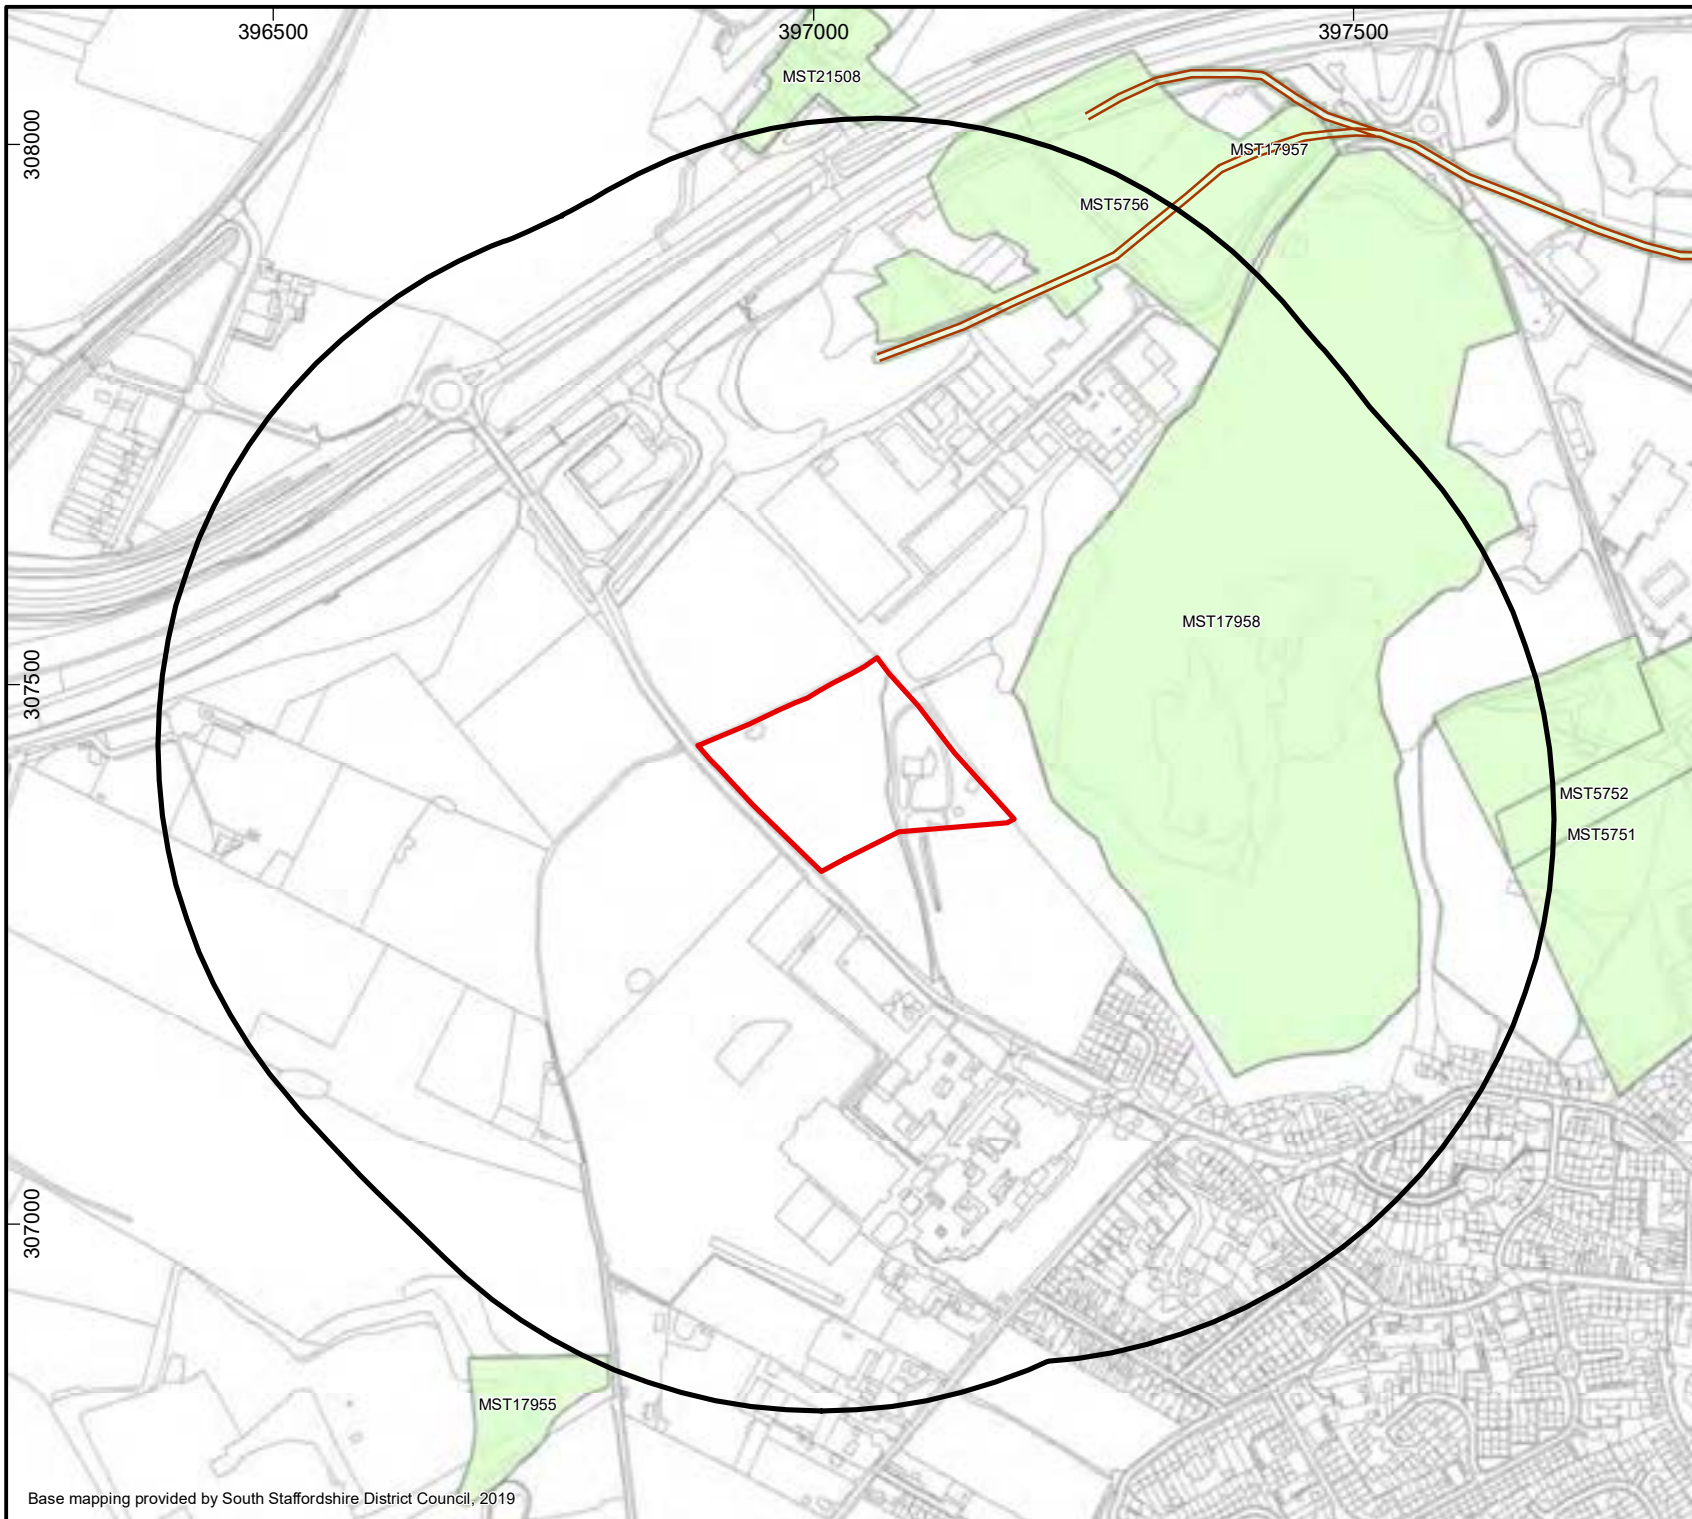 396500
397000
397500
MST21508
308000
MST17957
MST5756
MST17958
307500
MST5752
MST5751
307000
MST17955
Base mapping provided by South Staffordshire District Council, 2019